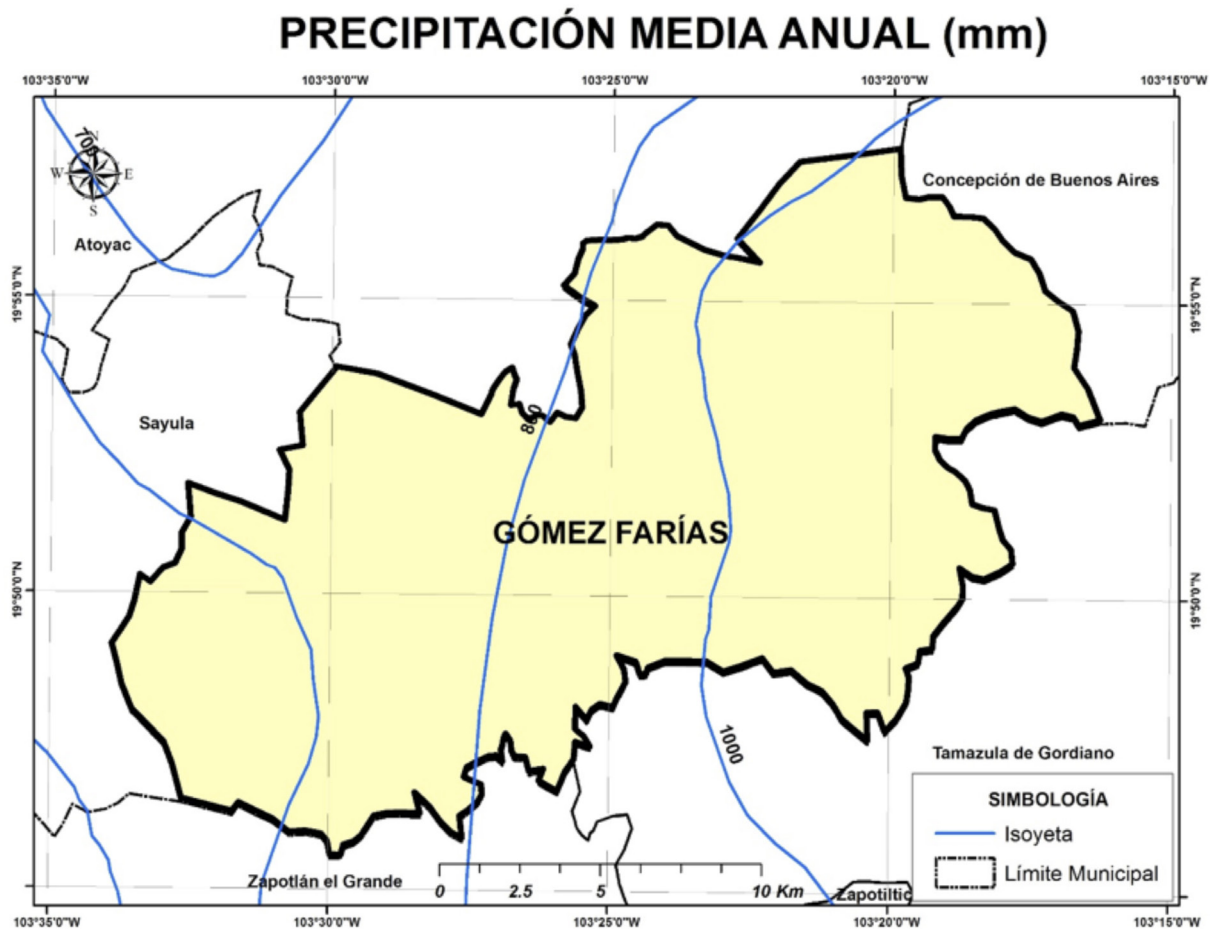 PRECIPITACIÓN MEDIA ANUAL (mm)
103°35'0"W 103°30'0"W 103°25'0"W 103°20'0"W 103°15'0"W
700
N
W E
S
Concepción de Buenos Aires
Atoyac
19°55'0"N 19°55'0"N
Sayula
800
GÓMEZ FARÍAS
19°50'0"N 19°50'0"N
1000
Tamazula de Gordiano
SIMBOLOGÍA
Isoyeta
Límite Municipal
Zapotlán el Grande
0 2.5 5 10 Km
Zapotiltic
103°35'0"W 103°30'0"W 103°25'0"W 103°20'0"W 103°15'0"W